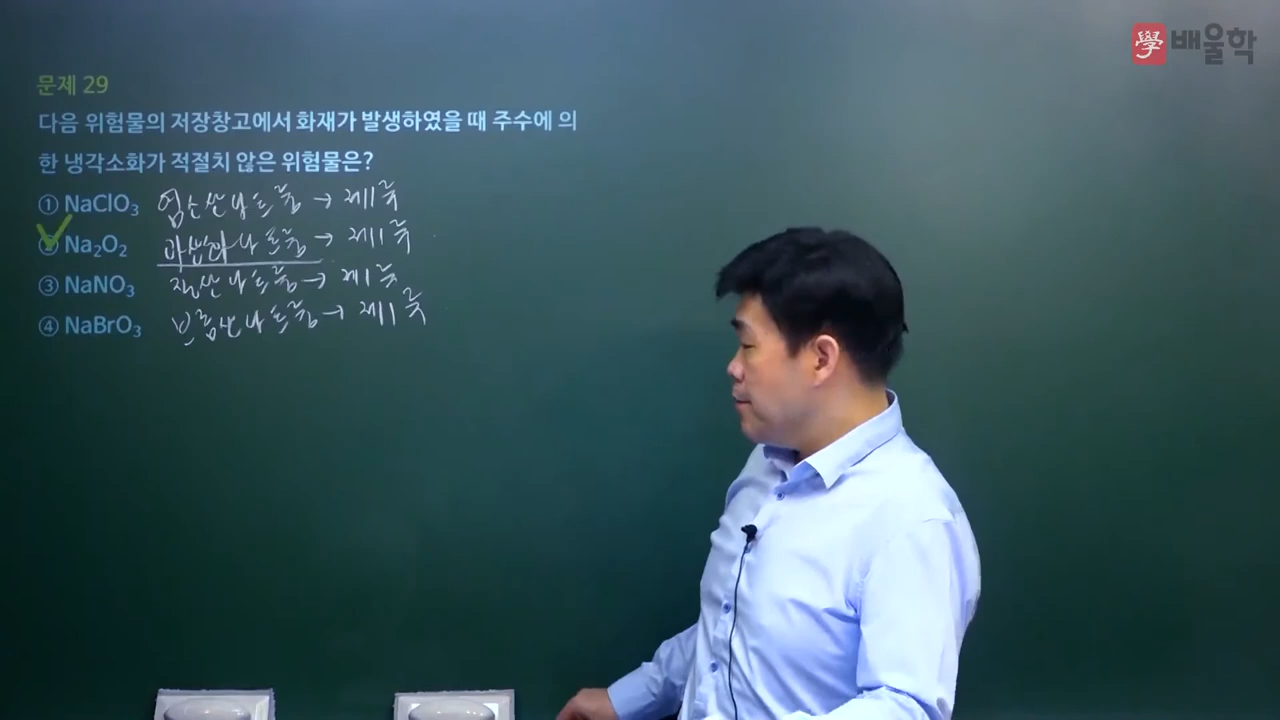 學 배울학
문제 29
다음 위험물의 저장창고에서 화재가 발생하였을 때 주수에 의
한 냉각소화가 적절치 않은 위험물은?
① NaClO₃ 염소산나트륨 → 제1류
② Na₂O₂ 과산화나트륨 → 제1류
③ NaNO₃ 질산나트륨 → 제1류
④ NaBrO₃ 브롬산나트륨 → 제1류